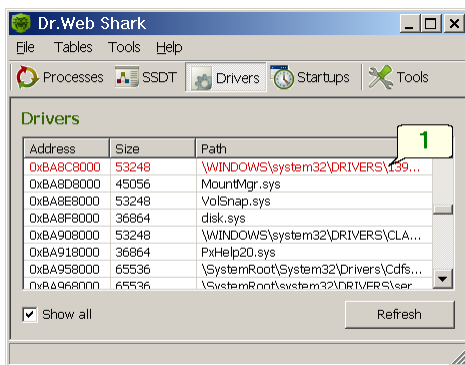 Dr.Web Shark
File Tables Tools Help
Processes SSDT Drivers Startups Tools
Drivers
1
Address Size Path
0xBA8C8000 53248 \WINDOWS\system32\DRIVERS\139...
0xBA8D8000 45056 MountMgr.sys
0xBA8E8000 53248 VolSnap.sys
0xBA8F8000 36864 disk.sys
0xBA908000 53248 \WINDOWS\system32\DRIVERS\CLA...
0xBA918000 36864 PxHelp20.sys
0xBA958000 65536 \SystemRoot\System32\Drivers\Cdfs...
0xBA968000 65536 \SystemRoot\system32\DRIVERS\ser
Show all Refresh